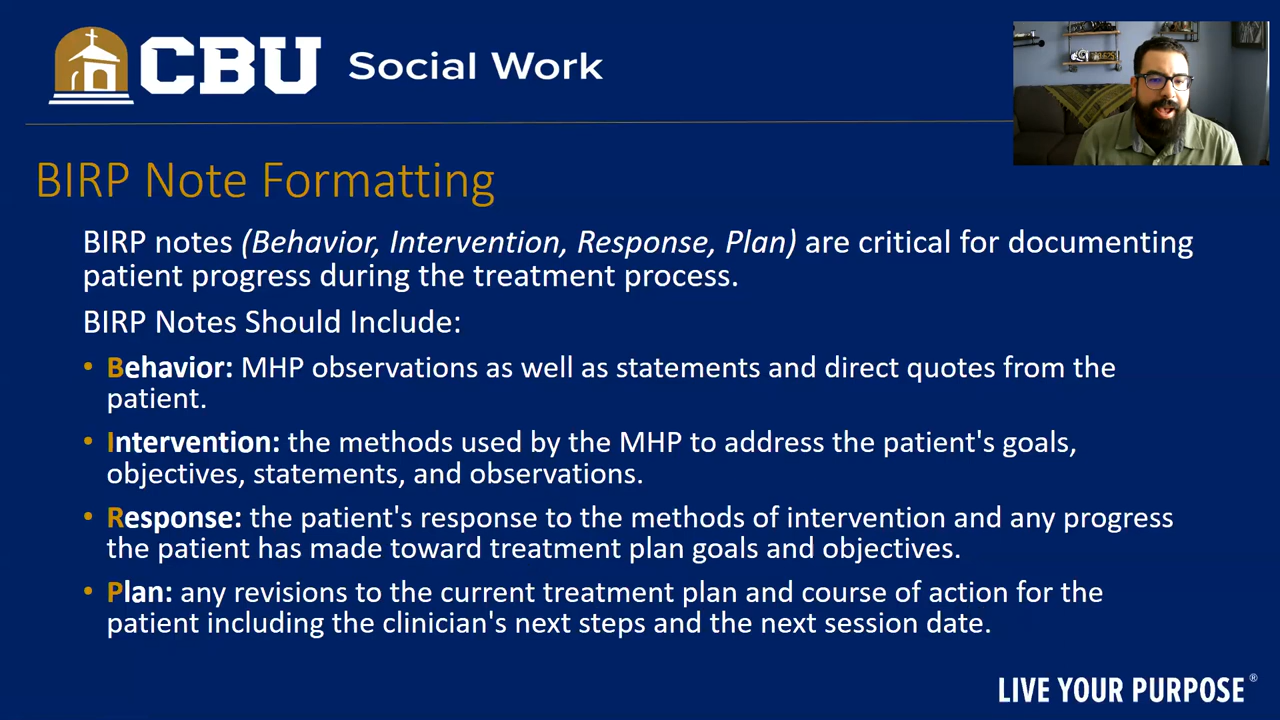 CBU Social Work
BIRP Note Formatting
BIRP notes (Behavior, Intervention, Response, Plan) are critical for documenting
patient progress during the treatment process.
BIRP Notes Should Include:
• Behavior: MHP observations as well as statements and direct quotes from the
patient.
• Intervention: the methods used by the MHP to address the patient's goals,
objectives, statements, and observations.
• Response: the patient's response to the methods of intervention and any progress
the patient has made toward treatment plan goals and objectives.
• Plan: any revisions to the current treatment plan and course of action for the
patient including the clinician's next steps and the next session date.
LIVE YOUR PURPOSE®